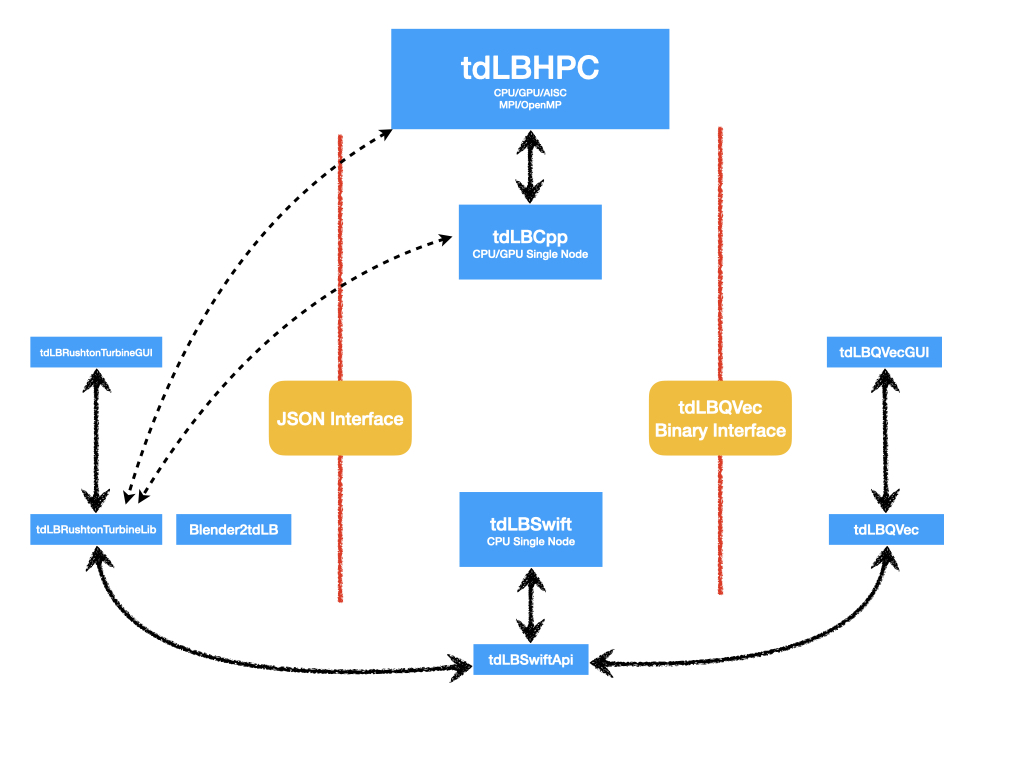 tdLBHPC
CPU/GPU/AISC
MPI/OpenMP
tdLBCpp
CPU/GPU Single Node
tdLBRushtonTurbineGUI
tdLBQVecGUI
JSON Interface
tdLBQVec
Binary Interface
tdLBRushtonTurbineLib
Blender2tdLB
tdLBSwift
CPU Single Node
tdLBQVec
tdLBSwiftApi